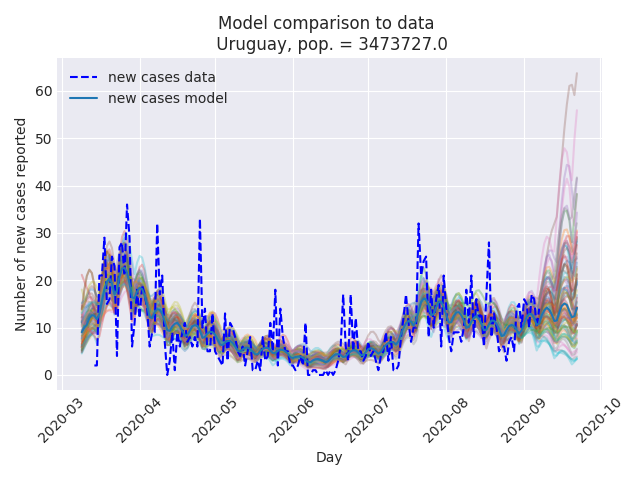 Model comparison to data
Uruguay, pop. = 3473727.0
new cases data
new cases model
Number of new cases reported
60
50
40
30
20
10
0
2020-03
2020-04
2020-05
2020-06
2020-07
2020-08
2020-09
2020-10
Day